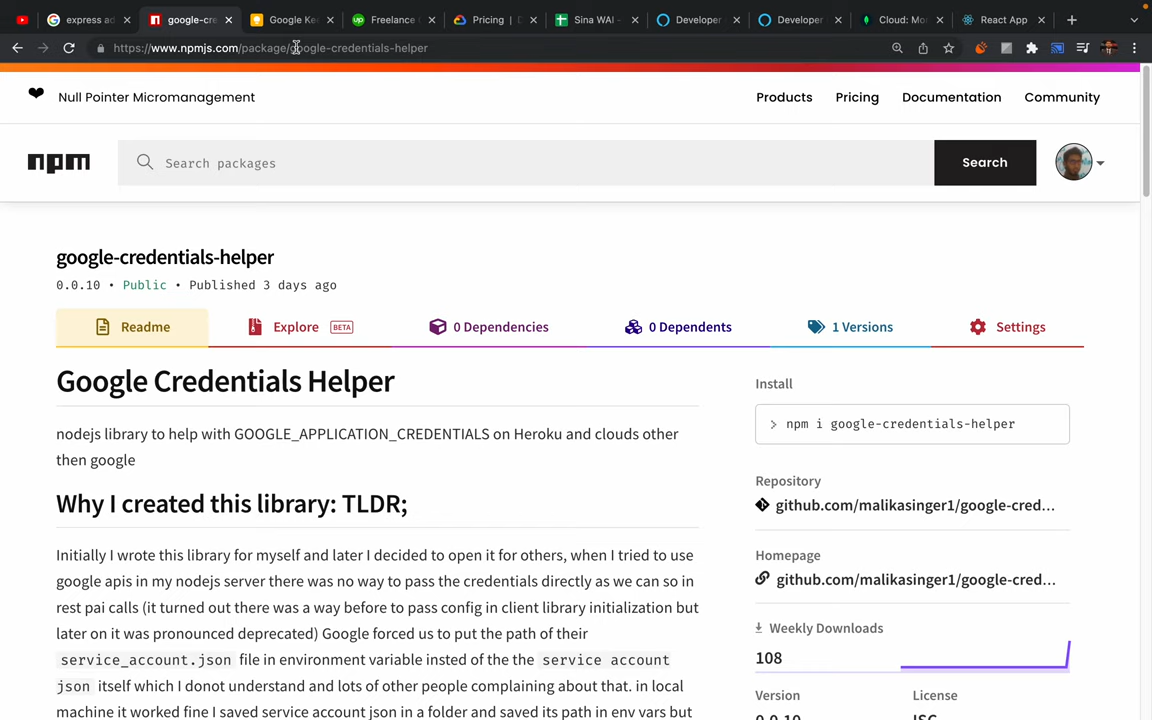 express ad
google-cre
Google Ke
Freelance
Pricing
Sina WAI -
Developer
Developer
Cloud: Mo
React App
https://www.npmjs.com/package/google-credentials-helper
Null Pointer Micromanagement
Products
Pricing
Documentation
Community
npm
Search packages
Search
google-credentials-helper
0.0.10 • Public • Published 3 days ago
Readme
Explore BETA
0 Dependencies
0 Dependents
1 Versions
Settings
Google Credentials Helper
nodejs library to help with GOOGLE_APPLICATION_CREDENTIALS on Heroku and clouds other
then google
Why I created this library: TLDR;
Initially I wrote this library for myself and later I decided to open it for others, when I tried to use
google apis in my nodejs server there was no way to pass the credentials directly as we can so in
rest pai calls (it turned out there was a way before to pass config in client library initialization but
later on it was pronounced deprecated) Google forced us to put the path of their
service_account.json file in environment variable insted of the the service account
json itself which I donot understand and lots of other people complaining about that. in local
machine it worked fine I saved service account json in a folder and saved its path in env vars but
Install
> npm i google-credentials-helper
Repository
github.com/malikasinger1/google-cred...
Homepage
github.com/malikasinger1/google-cred...
Weekly Downloads
108
Version
License
0.0.10
ISC